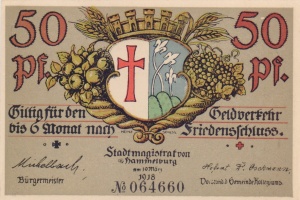 50 50
Pf. Pf.
Gültig für den Geldverkehr
bis 6 Monat nach Friedensschluss.
Stadtmagistrat von
Hammelburg
1918
Bürgermeister
No 064660